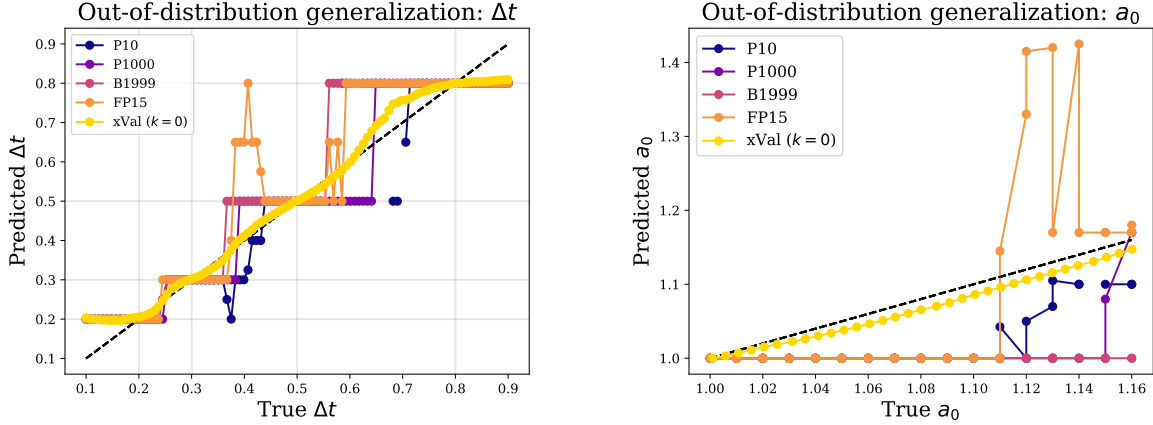 Out-of-distribution generalization: Δt
0.9
0.8
0.7
0.6
0.5
0.4
0.3
0.2
0.1
Predicted Δt
P10
P1000
B1999
FP15
xVal (k = 0)
0.1 0.2 0.3 0.4 0.5 0.6 0.7 0.8 0.9
True Δt
Out-of-distribution generalization: a₀
1.4
1.3
1.2
1.1
1.0
Predicted a₀
P10
P1000
B1999
FP15
xVal (k = 0)
1.00 1.02 1.04 1.06 1.08 1.10 1.12 1.14 1.16
True a₀